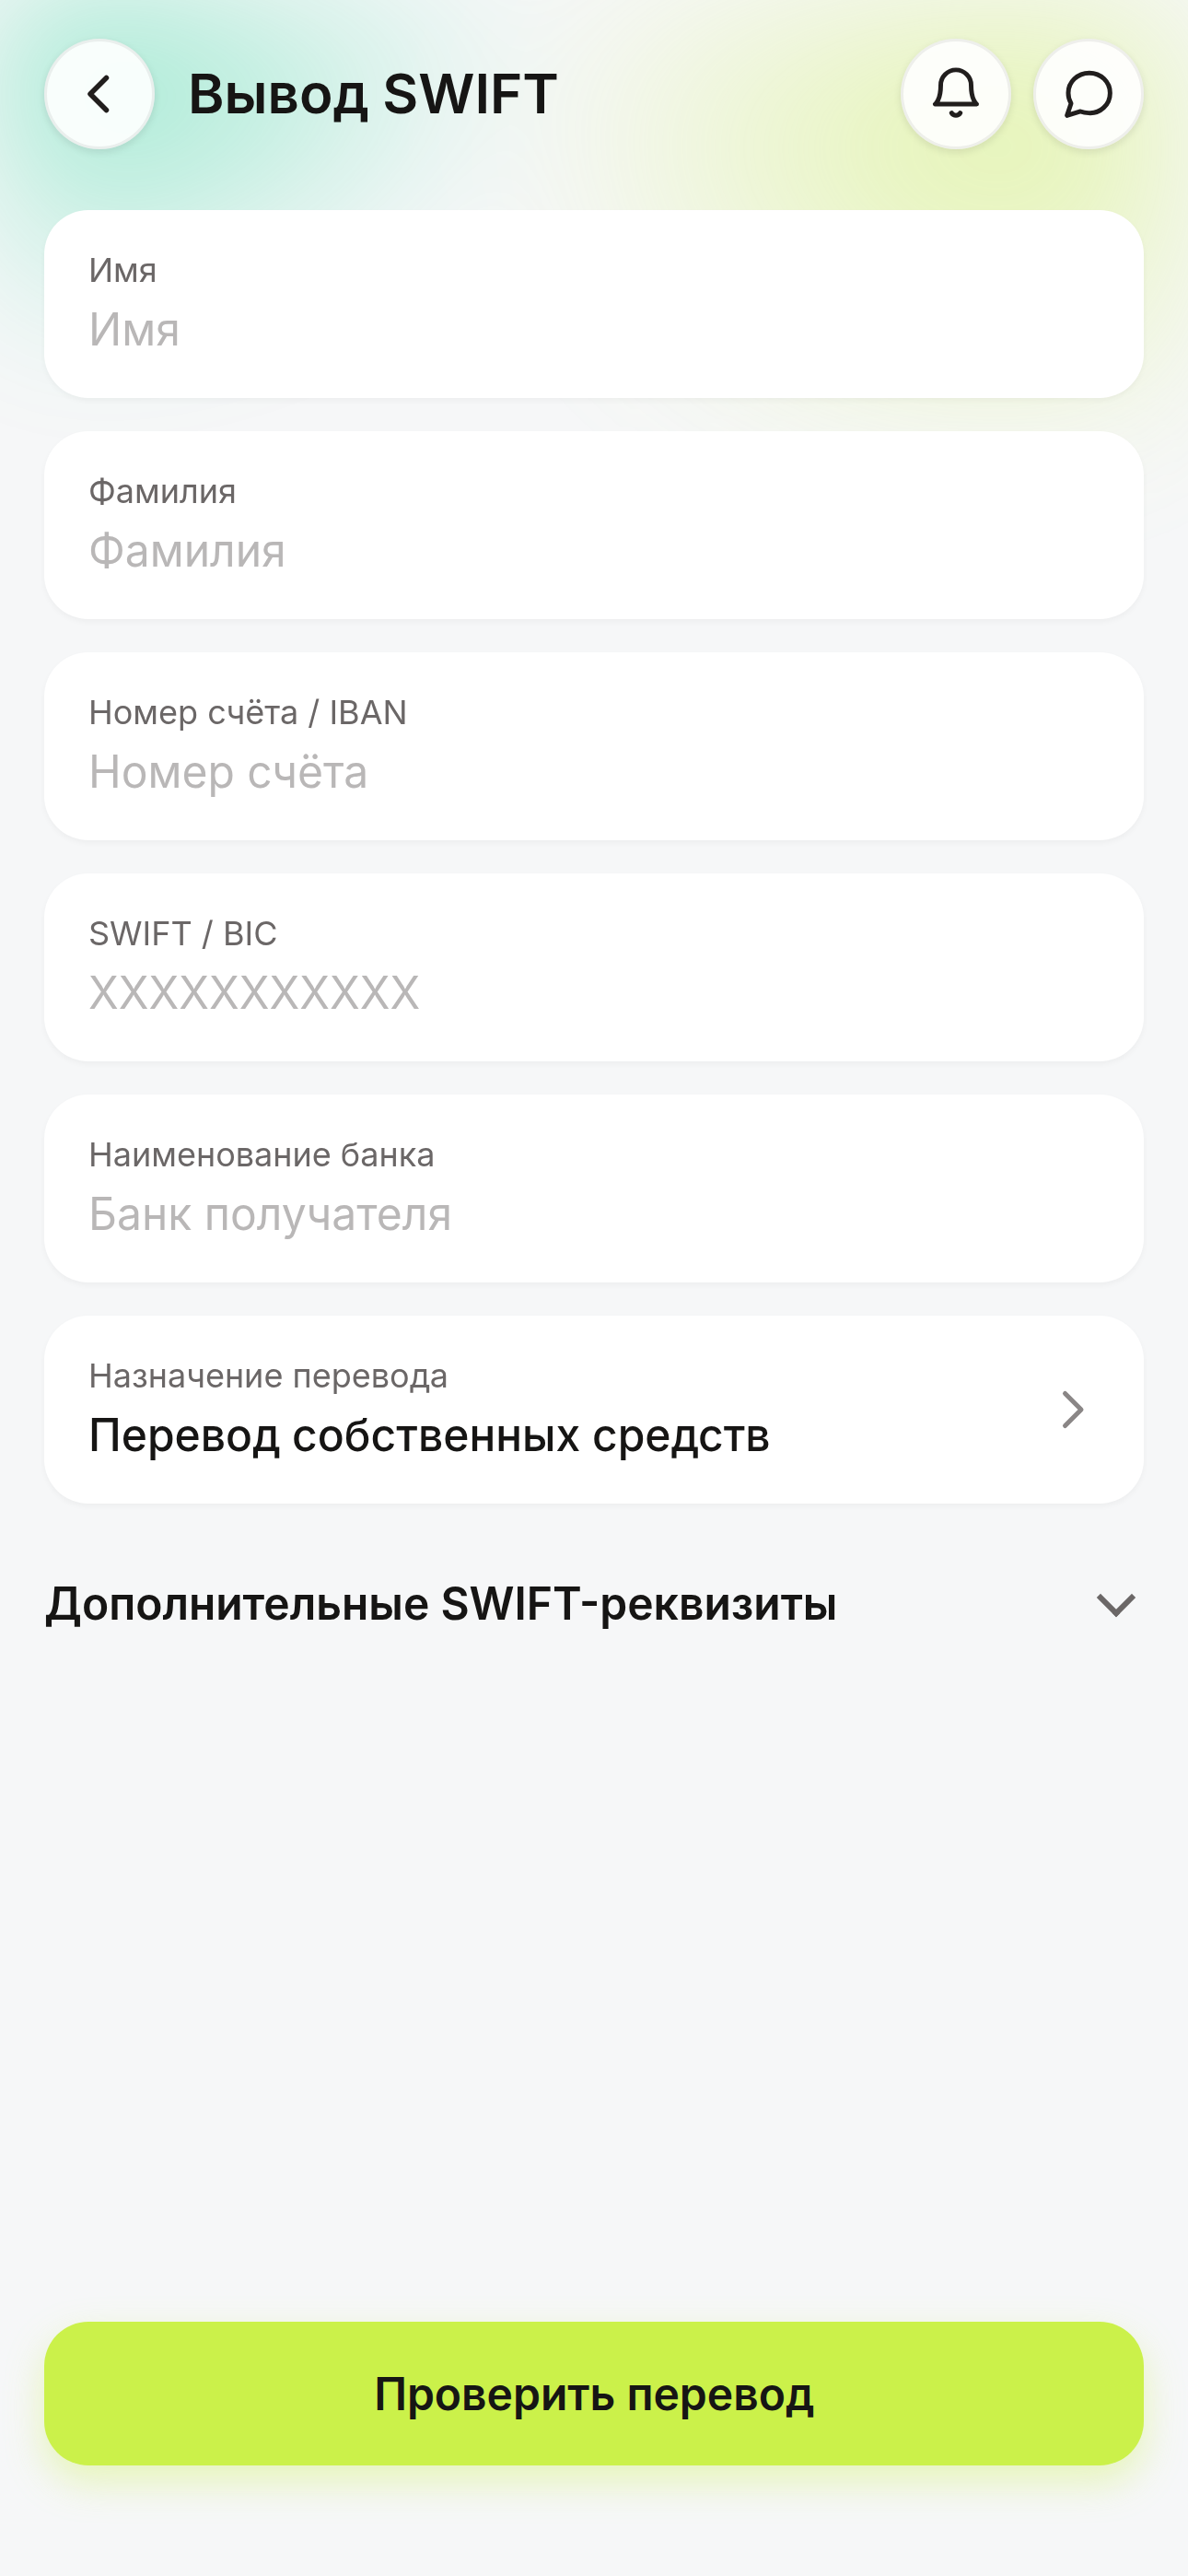 Вывод SWIFT
Имя
Имя
Фамилия
Фамилия
Номер счёта / IBAN
Номер счёта
SWIFT / BIC
XXXXXXXXXXX
Наименование банка
Банк получателя
Назначение перевода
Перевод собственных средств
Дополнительные SWIFT-реквизиты
Проверить перевод